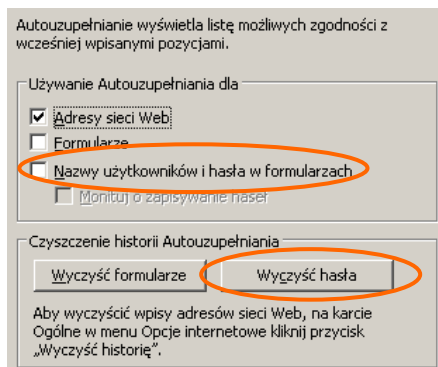 Autouzupełnianie wyświetla listę możliwych zgodności z
wcześniej wpisanymi pozycjami.
Używanie Autouzupełniania dla
Adresy sieci Web
Formularze
Nazwy użytkowników i hasła w formularzach
Monituj o zapisywanie haseł
Czyszczenie historii Autouzupełniania
Wyczyść formularze
Wyczyść hasła
Aby wyczyścić wpisy adresów sieci Web, na karcie
Ogólne w menu Opcje internetowe kliknij przycisk
„Wyczyść historię”.